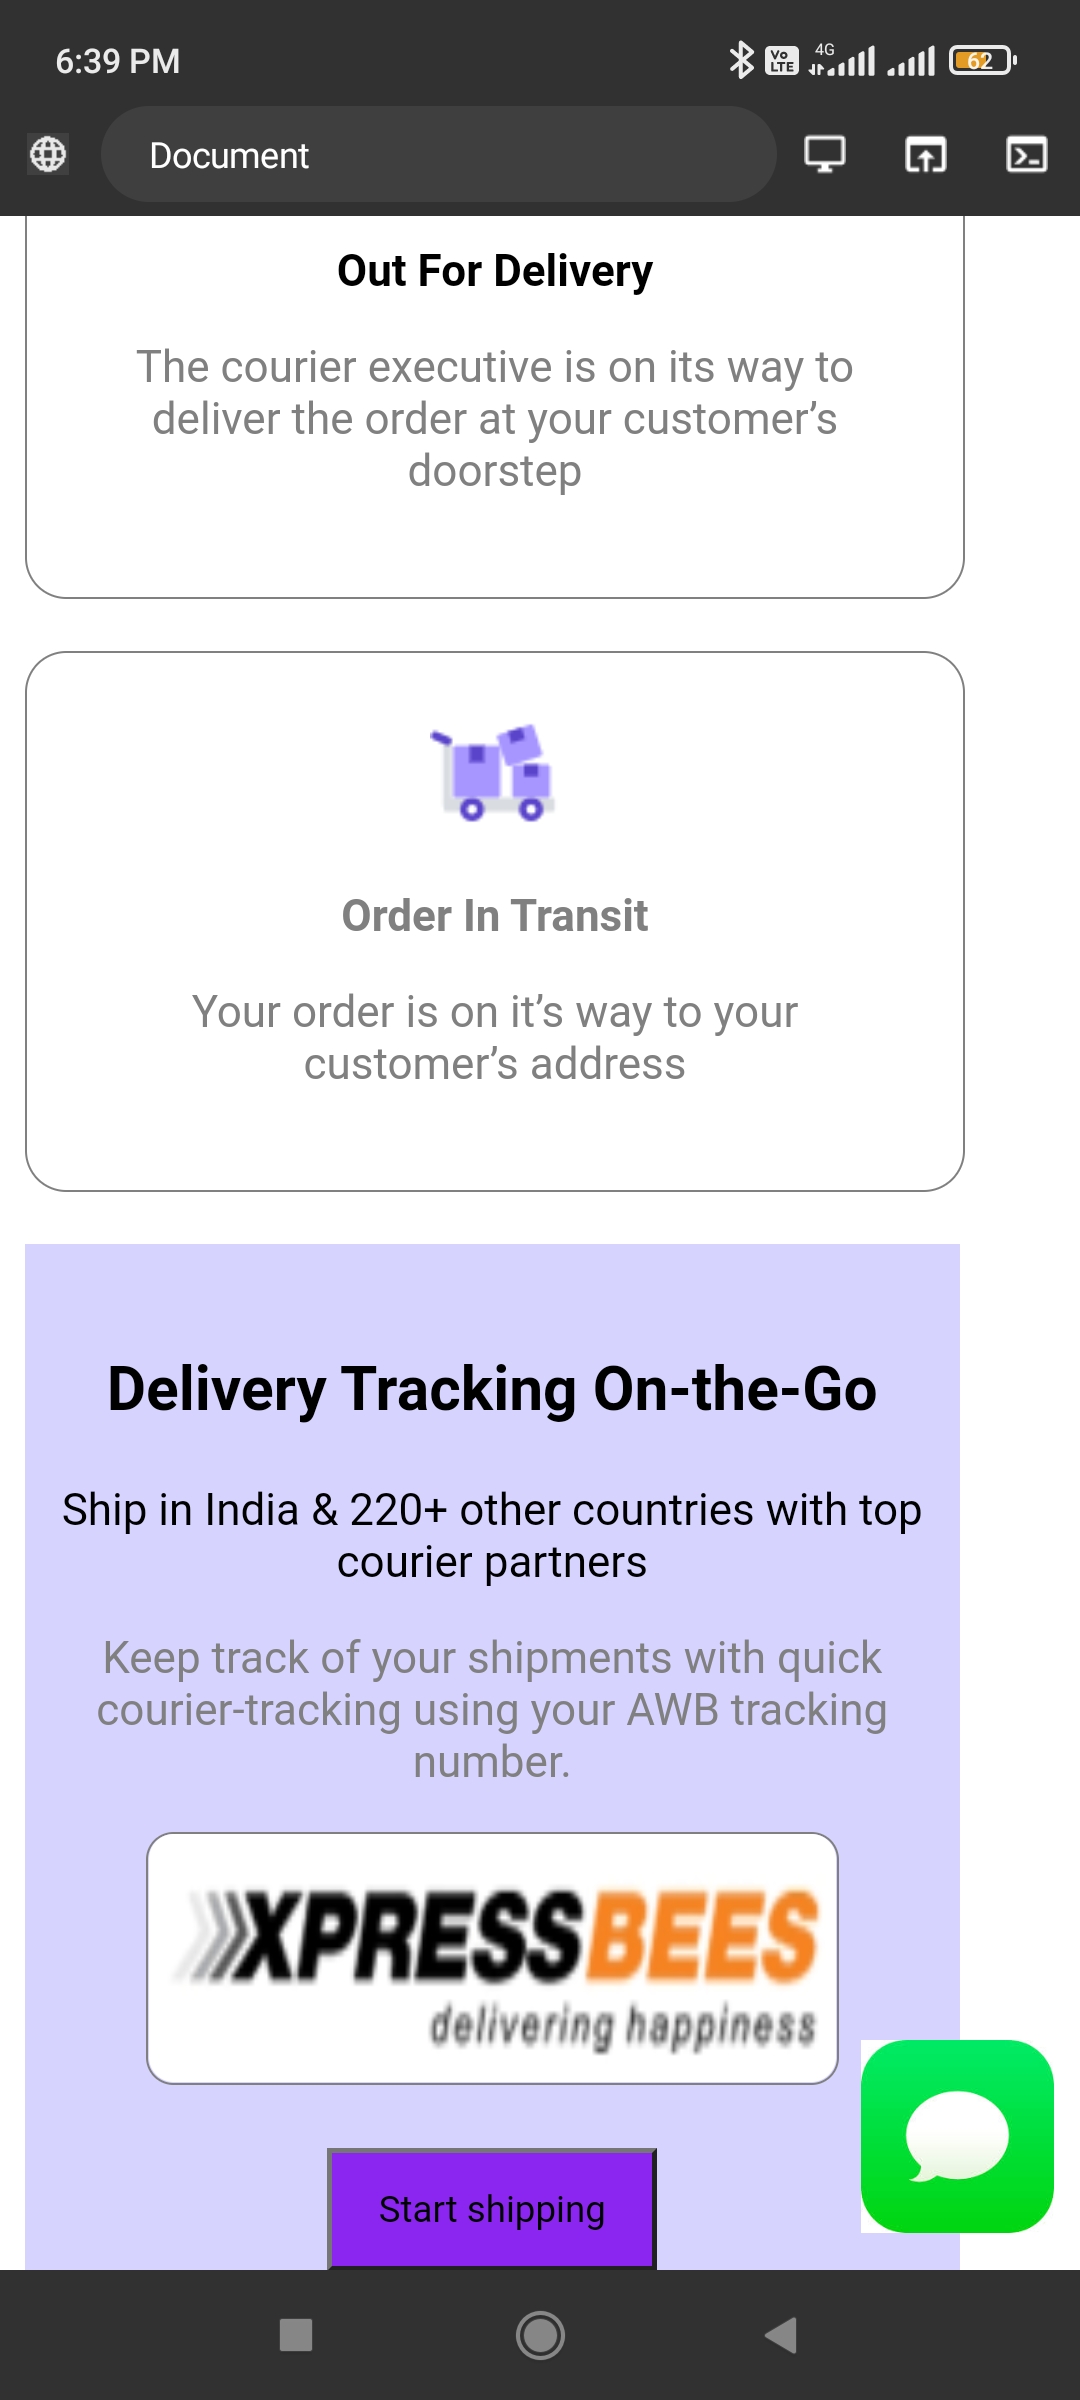 6:39 PM
Vo LTE
4G
62
Document
Out For Delivery
The courier executive is on its way to
deliver the order at your customer’s
doorstep
Order In Transit
Your order is on it’s way to your
customer’s address
Delivery Tracking On-the-Go
Ship in India & 220+ other countries with top
courier partners
Keep track of your shipments with quick
courier-tracking using your AWB tracking
number.
XPRESSBEES
delivering happiness
Start shipping